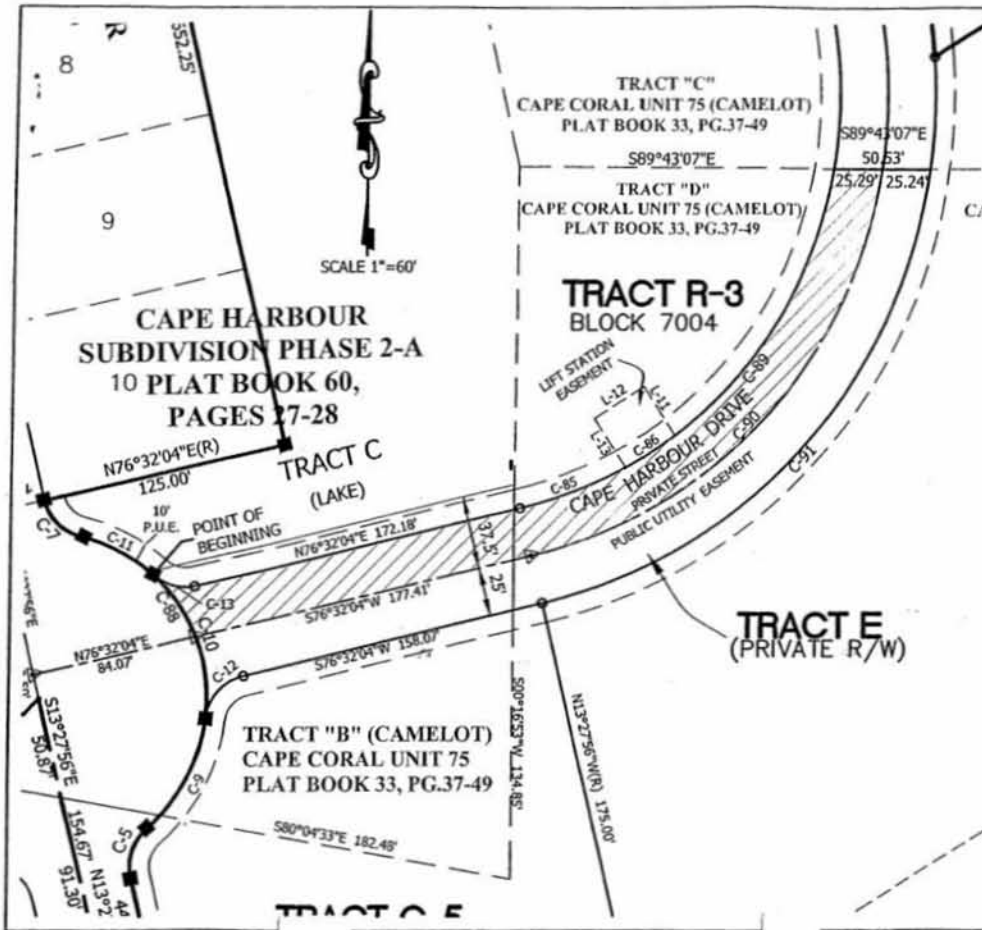 R
552.25'
8
9
SCALE 1"=60'
TRACT "C"
CAPE CORAL UNIT 75 (CAMELOT)
PLAT BOOK 33, PG.37-49
S89°43'07"E
S89°43'07"E
50.53'
25.29' 25.24'
TRACT "D"
CAPE CORAL UNIT 75 (CAMELOT)
PLAT BOOK 33, PG.37-49
CA
TRACT R-3
BLOCK 7004
CAPE HARBOUR
SUBDIVISION PHASE 2-A
10 PLAT BOOK 60,
PAGES 27-28
LIFT STATION
EASEMENT
L-12
L-11
L-13
C-86
C-89
C-90
C-91
C-85
CAPE HARBOUR DRIVE
PRIVATE STREET
PUBLIC UTILITY EASEMENT
N76°32'04"E(R)
125.00'
TRACT C
(LAKE)
C-7
C-11
10'
P.U.E.
POINT OF
BEGINNING
N76°32'04"E 172.18'
37.5'
25'
C-13
C-88
C-10
S76°32'04"W 177.41'
N76°32'04"E
84.07'
C-12
S76°32'04"W 158.07'
TRACT E
(PRIVATE R/W)
S13°27'56"E
50.87'
154.67'
91.30'
N13°2
44
S00°16'53"W 134.85'
N13°27'56"W(R) 175.00'
TRACT "B" (CAMELOT)
CAPE CORAL UNIT 75
PLAT BOOK 33, PG.37-49
C-9
C-5
S80°04'33"E 182.48'